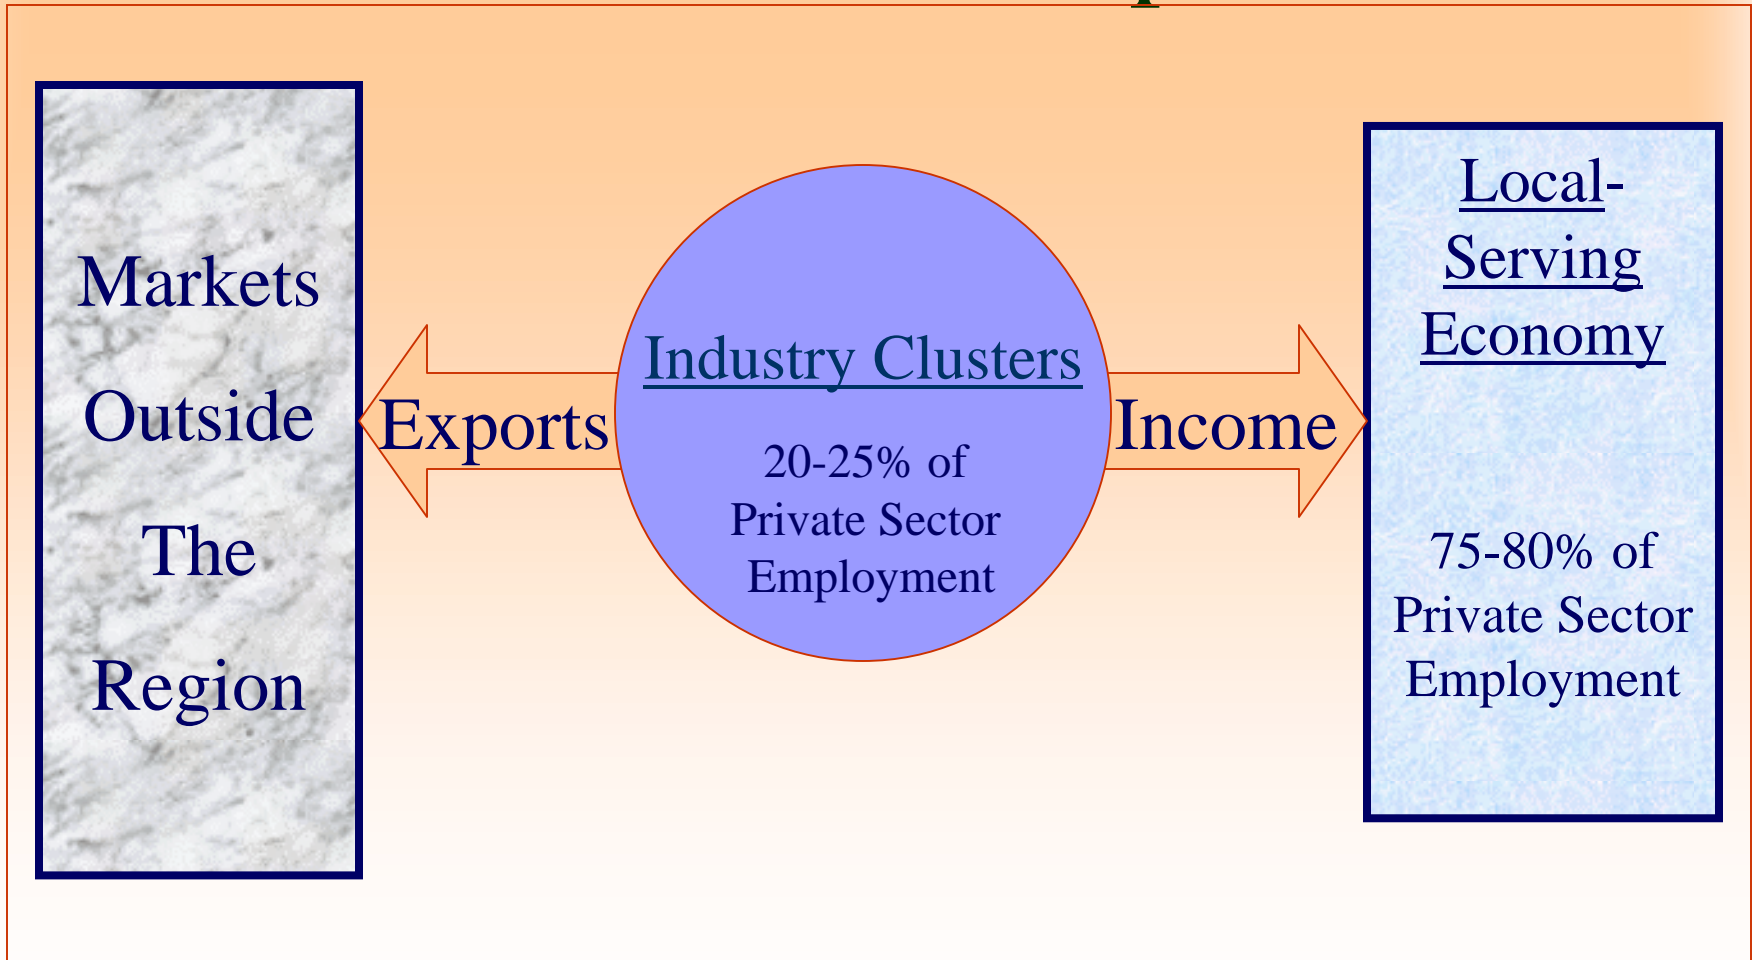 Markets
Outside
The
Region
Exports
Industry Clusters
20-25% of
Private Sector
Employment
Income
Local-
Serving
Economy
75-80% of
Private Sector
Employment